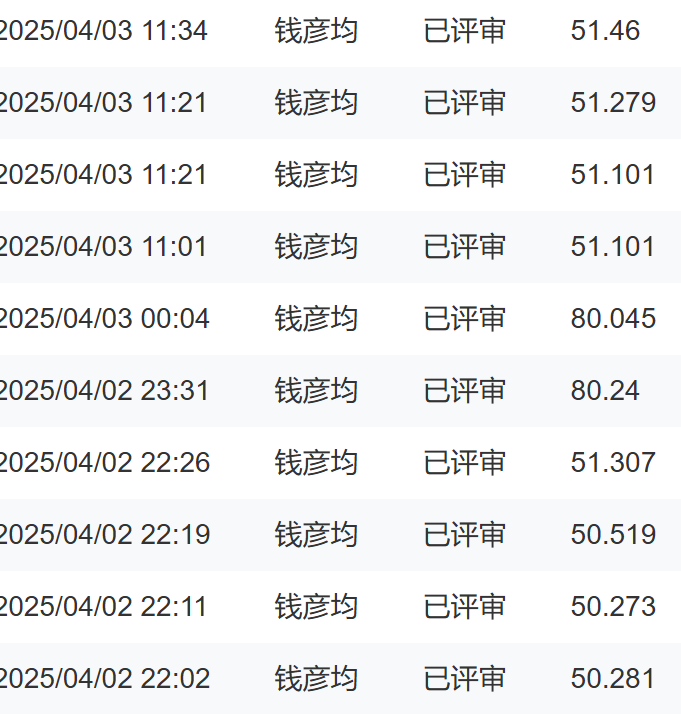 2025/04/03 11:34 钱彦均 已评审 51.46
2025/04/03 11:21 钱彦均 已评审 51.279
2025/04/03 11:21 钱彦均 已评审 51.101
2025/04/03 11:01 钱彦均 已评审 51.101
2025/04/03 00:04 钱彦均 已评审 80.045
2025/04/02 23:31 钱彦均 已评审 80.24
2025/04/02 22:26 钱彦均 已评审 51.307
2025/04/02 22:19 钱彦均 已评审 50.519
2025/04/02 22:11 钱彦均 已评审 50.273
2025/04/02 22:02 钱彦均 已评审 50.281